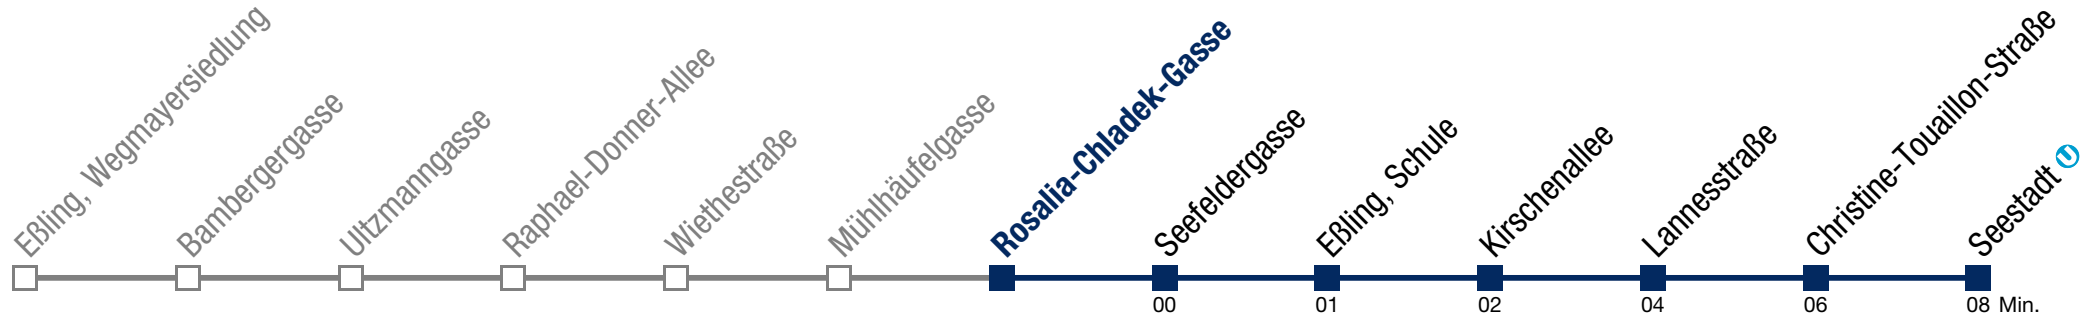 Eßling, Wegmayersiedlung
Bambergergasse
Ultzmanngasse
Raphael-Donner-Allee
Wiethestraße
Mühlhäufelgasse
Rosalia-Chladek-Gasse
Seefeldergasse
Eßling, Schule
Kirschenallee
Lannesstraße
Christine-Touaillon-Straße
Seestadt U
00 01 02 04 06 08 Min.